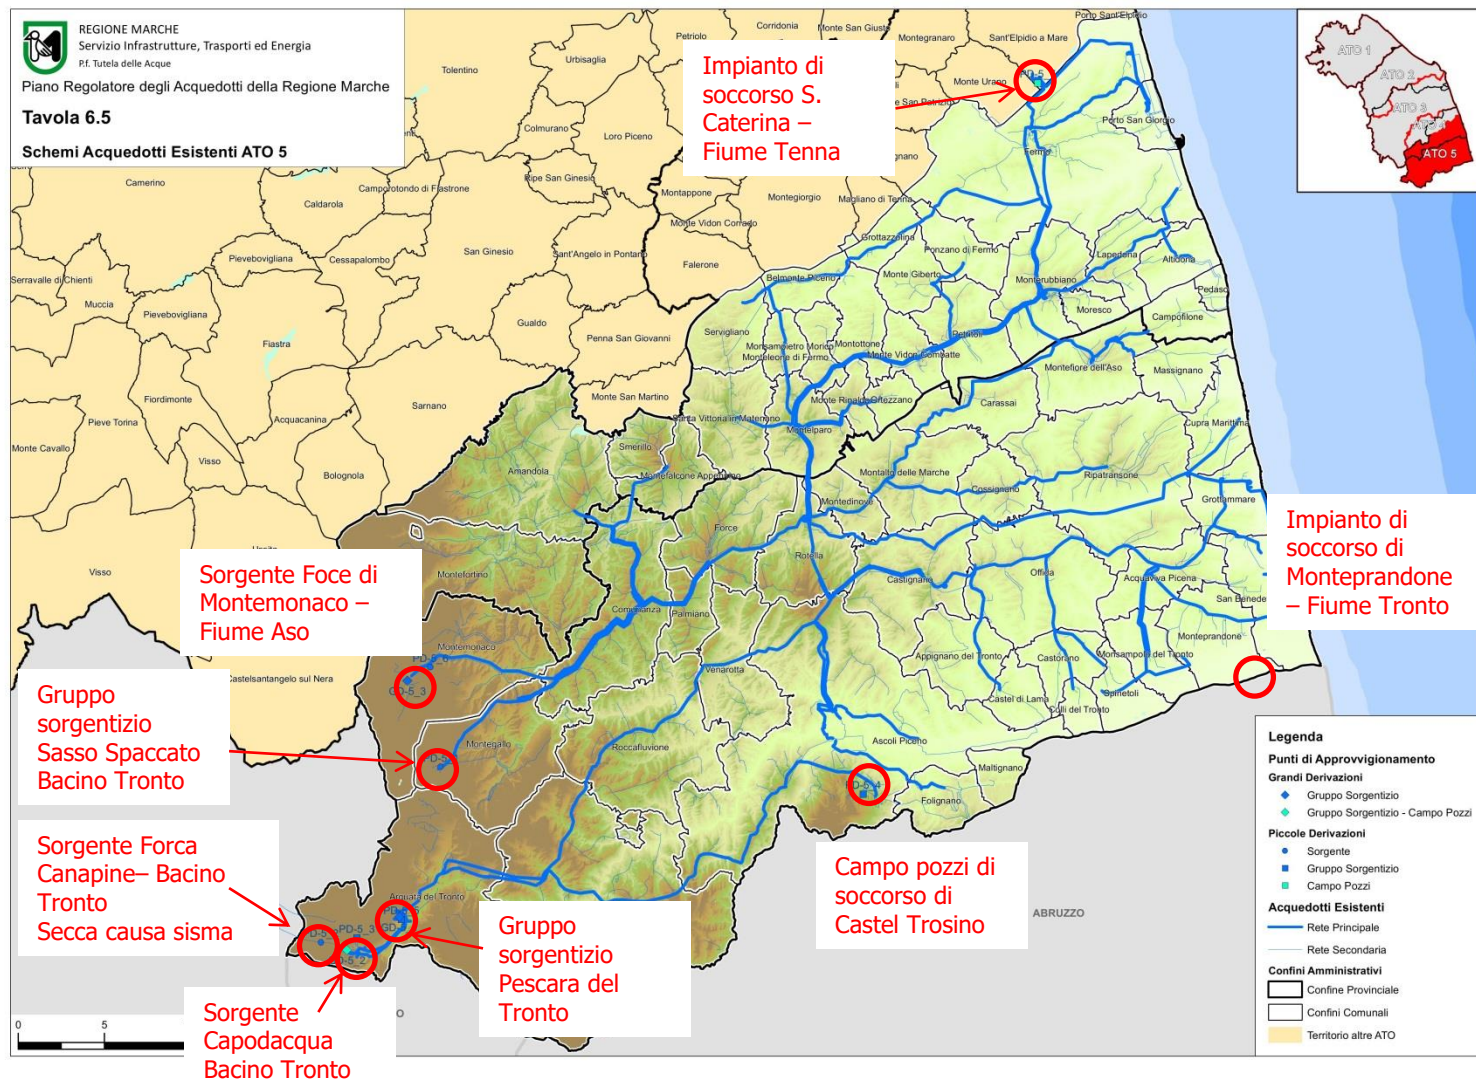 REGIONE MARCHE
Servizio Infrastrutture, Trasporti ed Energia
P.f. Tutela delle Acque
Piano Regolatore degli Acquedotti della Regione Marche
Tavola 6.5
Schemi Acquedotti Esistenti ATO 5
ATO 1
ATO 2
ATO 3
ATO 5
Impianto di
soccorso S.
Caterina –
Fiume Tenna
Impianto di
soccorso di
Monteprandone
– Fiume Tronto
Sorgente Foce di
Montemonaco –
Fiume Aso
Gruppo
sorgentizio
Sasso Spaccato
Bacino Tronto
Sorgente Forca
Canapine– Bacino
Tronto
Secca causa sisma
Sorgente
Capodacqua
Bacino Tronto
Gruppo
sorgentizio
Pescara del
Tronto
Campo pozzi di
soccorso di
Castel Trosino
Petriolo
Corridonia
Monte San Giusto
Montegranaro
Sant'Elpidio a Mare
Porto Sant'Elpidio
Monte Urano
Tolentino
Urbisaglia
Colmurano
Loro Piceno
Ripe San Ginesio
Camerino
Camporotondo di Fiastrone
Caldarola
Montappone
Montegiorgio
Magliano di Tenna
Monte Vidon Corrado
Fermo
Porto San Giorgio
Serravalle di Chienti
Pievebovigliana
Cessapalombo
San Ginesio
Sant'Angelo in Pontano
Falerone
Grottazzolina
Belmonte Piceno
Ponzano di Fermo
Monte Giberto
Lapedona
Altidona
Monterubbiano
Pedaso
Moresco
Campofilone
Petritoli
Muccia
Pievebovigliana
Fiastra
Gualdo
Penna San Giovanni
Servigliano
Monsampietro Morico
Monteleone di Fermo
Montottone
Monte Vidon Combatte
Montefiore dell'Aso
Massignano
Fiordimonte
Acquacanina
Pieve Torina
Sarnano
Monte San Martino
Monte Rinaldo
Ortezzano
Carassai
Santa Vittoria in Matenano
Montelparo
Cupra Marittima
Monte Cavallo
Visso
Bolognola
Amandola
Smerillo
Montefalcone Appennino
Montalto delle Marche
Montedinove
Cossignano
Ripatransone
Grottammare
Visso
Montefortino
Force
Rotella
Castignano
Offida
Acquaviva Picena
Comunanza
Palmiano
Montemonaco
Venarotta
Appignano del Tronto
Castorano
Monsampolo del Tronto
Monteprandone
Castelsantangelo sul Nera
Castel di Lama
Colli del Tronto
Spinetoli
Montegallo
Roccafluvione
Ascoli Piceno
Maltignano
Folignano
Arquata del Tronto
ABRUZZO
GD-5_3
PD-5_4
PD-5_3
0
5
Legenda
Punti di Approvvigionamento
Grandi Derivazioni
Gruppo Sorgentizio
Gruppo Sorgentizio - Campo Pozzi
Piccole Derivazioni
Sorgente
Gruppo Sorgentizio
Campo Pozzi
Acquedotti Esistenti
Rete Principale
Rete Secondaria
Confini Amministrativi
Confine Provinciale
Confini Comunali
Territorio altre ATO